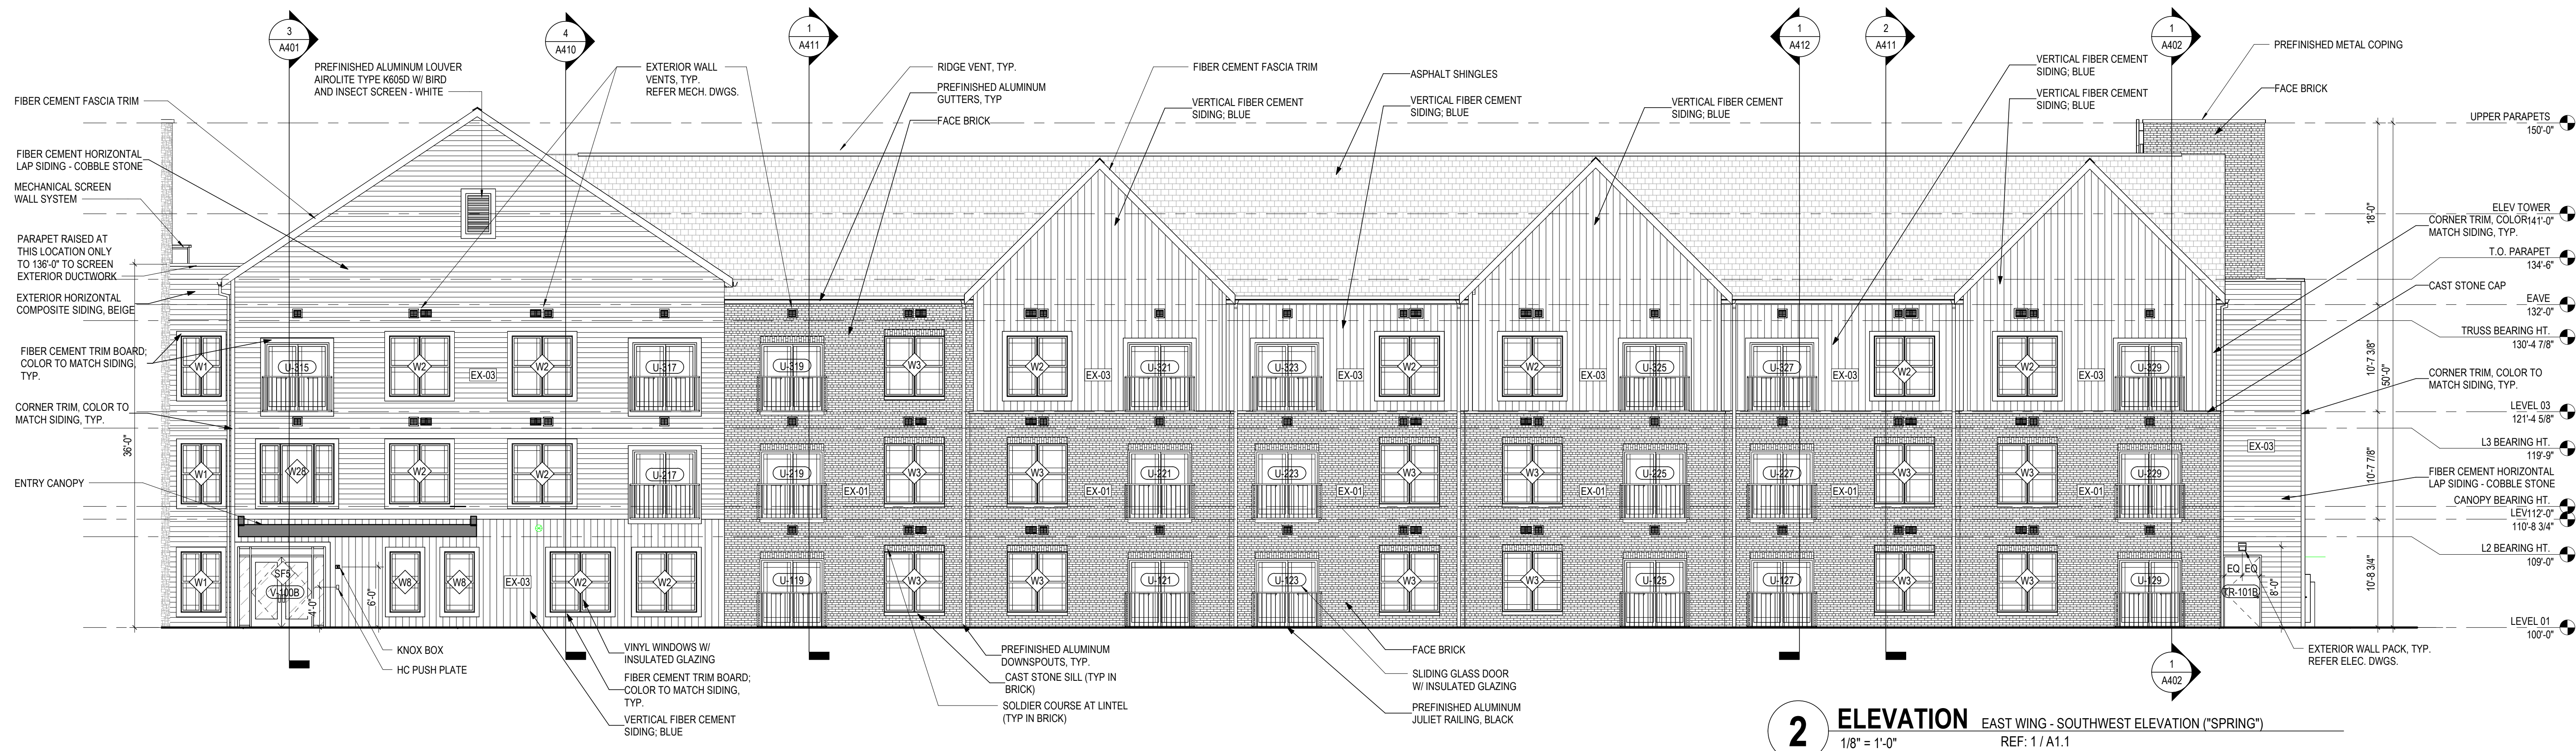 3
A401
4
A410
1
A411
1
A412
2
A411
1
A402
PREFINISHED ALUMINUM LOUVER
AIROLITE TYPE K605D W/ BIRD
AND INSECT SCREEN - WHITE
EXTERIOR WALL
VENTS, TYP.
REFER MECH. DWGS.
RIDGE VENT, TYP.
PREFINISHED ALUMINUM
GUTTERS, TYP
FACE BRICK
FIBER CEMENT FASCIA TRIM
VERTICAL FIBER CEMENT
SIDING; BLUE
ASPHALT SHINGLES
VERTICAL FIBER CEMENT
SIDING; BLUE
VERTICAL FIBER CEMENT
SIDING; BLUE
VERTICAL FIBER CEMENT
SIDING; BLUE
VERTICAL FIBER CEMENT
SIDING; BLUE
PREFINISHED METAL COPING
FACE BRICK
FIBER CEMENT FASCIA TRIM
FIBER CEMENT HORIZONTAL
LAP SIDING - COBBLE STONE
MECHANICAL SCREEN
WALL SYSTEM
PARAPET RAISED AT
THIS LOCATION ONLY
TO 136'-0" TO SCREEN
EXTERIOR DUCTWORK
EXTERIOR HORIZONTAL
COMPOSITE SIDING, BEIGE
FIBER CEMENT TRIM BOARD;
COLOR TO MATCH SIDING,
TYP.
CORNER TRIM, COLOR TO
MATCH SIDING, TYP.
36'-0"
ENTRY CANOPY
UPPER PARAPETS
150'-0"
ELEV TOWER
141'-0"
CORNER TRIM, COLOR
MATCH SIDING, TYP.
T.O. PARAPET
134'-6"
CAST STONE CAP
EAVE
132'-0"
TRUSS BEARING HT.
130'-4 7/8"
CORNER TRIM, COLOR TO
MATCH SIDING, TYP.
LEVEL 03
121'-4 5/8"
L3 BEARING HT.
119'-9"
FIBER CEMENT HORIZONTAL
LAP SIDING - COBBLE STONE
CANOPY BEARING HT.
112'-0"
LEV
110'-8 3/4"
L2 BEARING HT.
109'-0"
LEVEL 01
100'-0"
18'-0"
10'-7 3/8"
50'-0"
10'-7 7/8"
10'-8 3/4"
W1 U-315 W2 EX-03 W2 U-317 U-319 W3 W2 EX-03 U-321 U-323 EX-03 W2 W2 EX-03 U-325 U-327 EX-03 W2 W2 EX-03 U-329
W1 W28 W2 W2 U-217 U-219 EX-01 W3 W3 EX-01 U-221 U-223 EX-01 W3 W3 EX-01 U-225 U-227 EX-01 W3 W3 EX-01 U-229 EX-03
W1 SF5 V-100B W8 W8 EX-03 W2 W2 U-119 W3 W3 U-121 U-123 W3 W3 U-125 U-127 W3 W3 U-129 EQ EQ TR-101B
4'-0"
6'-0"
8'-0"
KNOX BOX
HC PUSH PLATE
VINYL WINDOWS W/
INSULATED GLAZING
FIBER CEMENT TRIM BOARD;
COLOR TO MATCH SIDING,
TYP.
VERTICAL FIBER CEMENT
SIDING; BLUE
PREFINISHED ALUMINUM
DOWNSPOUTS, TYP.
CAST STONE SILL (TYP IN
BRICK)
SOLDIER COURSE AT LINTEL
(TYP IN BRICK)
FACE BRICK
SLIDING GLASS DOOR
W/ INSULATED GLAZING
PREFINISHED ALUMINUM
JULIET RAILING, BLACK
EXTERIOR WALL PACK, TYP.
REFER ELEC. DWGS.
1
A402
2
ELEVATION EAST WING - SOUTHWEST ELEVATION ("SPRING")
1/8" = 1'-0" REF: 1 / A1.1